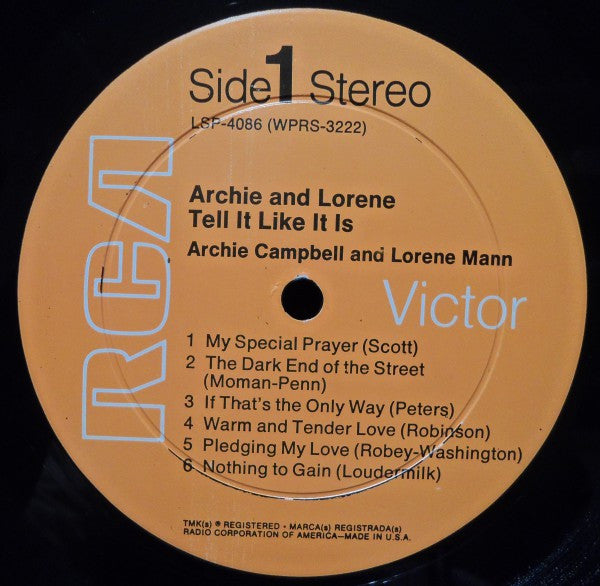 Side 1 Stereo
LSP-4086 (WPRS-3222)
RCA
Archie and Lorene
Tell It Like It Is
Archie Campbell and Lorene Mann
Victor
1 My Special Prayer (Scott)
2 The Dark End of the Street
(Moman-Penn)
3 If That's the Only Way (Peters)
4 Warm and Tender Love (Robinson)
5 Pledging My Love (Robey-Washington)
6 Nothing to Gain (Loudermilk)
TMK(s) ® REGISTERED • MARCA(s) REGISTRADA(s)
RADIO CORPORATION OF AMERICA—MADE IN U.S.A.